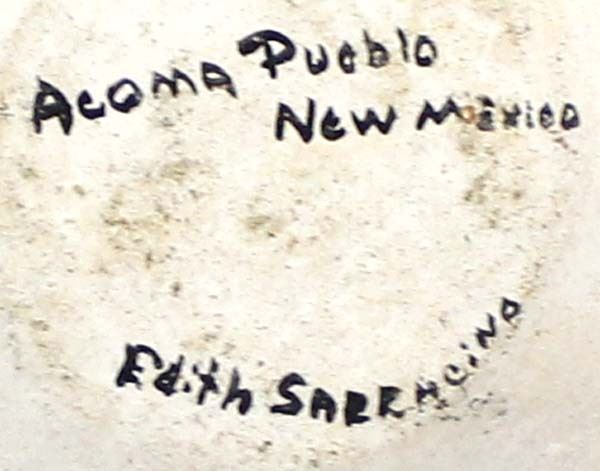 Acoma Pueblo
New Mexico
Edith Sarracino